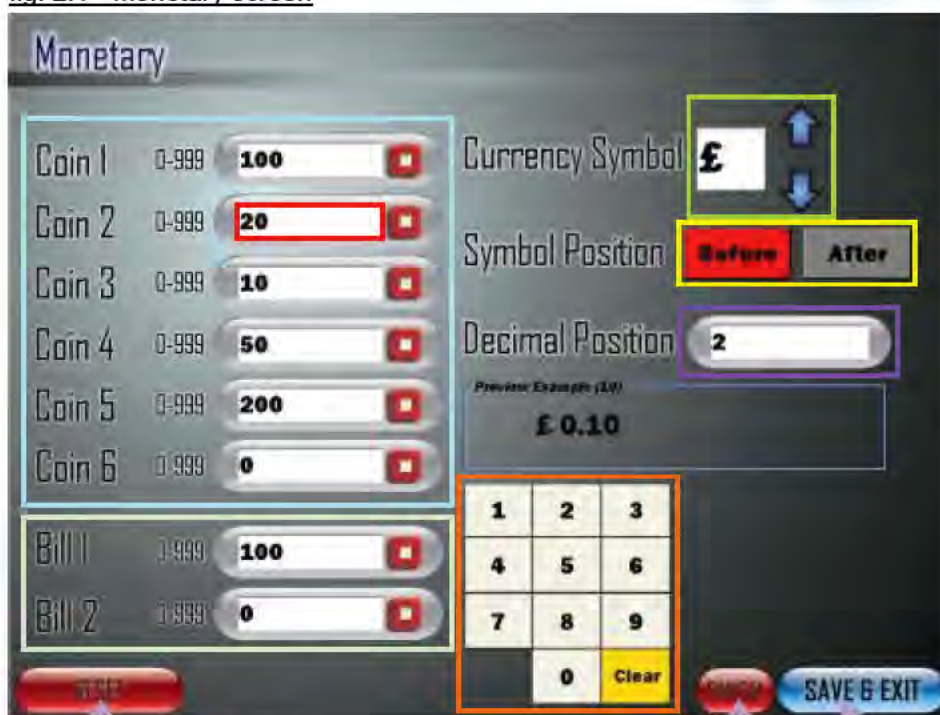 Monetary
Coin 1 0-999 100
Coin 2 0-999 20
Coin 3 0-999 10
Coin 4 0-999 50
Coin 5 0-999 200
Coin 6 0-999 0
Bill 1 0-999 100
Bill 2 0-999 0
Currency Symbol £
Symbol Position Before After
Decimal Position 2
Preview Example (10)
£ 0.10
1 2 3
4 5 6
7 8 9
0 Clear
SAVE & EXIT